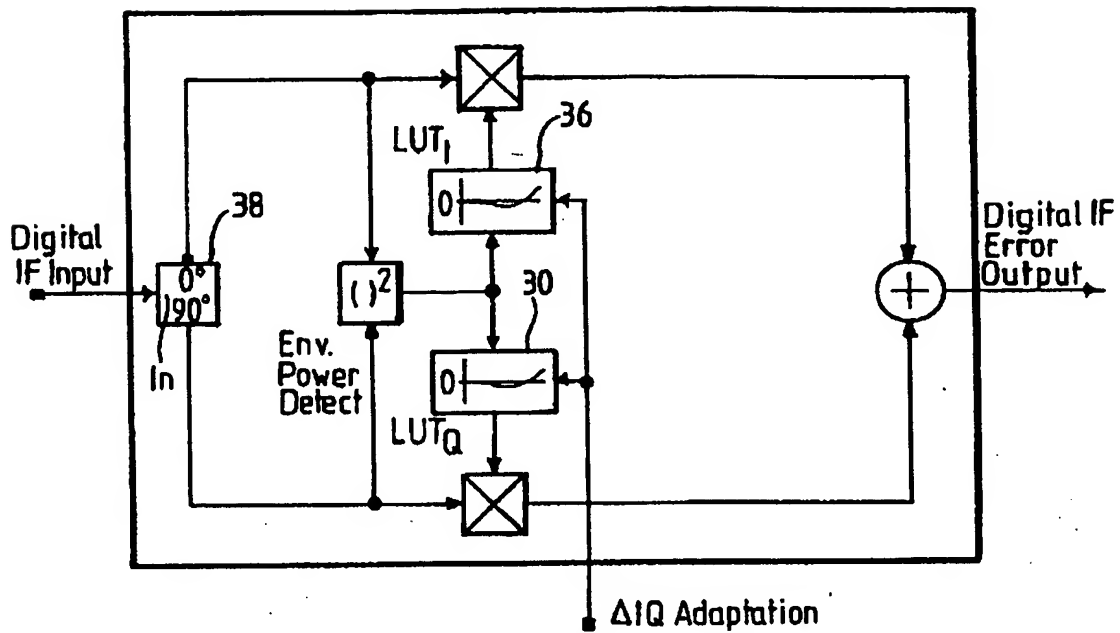 36
LUT_I
0
38
Digital
IF Input
0°
90°
In
( )²
Env.
Power
Detect
30
0
LUT_Q
+
Digital IF
Error
Output
ΔIQ Adaptation